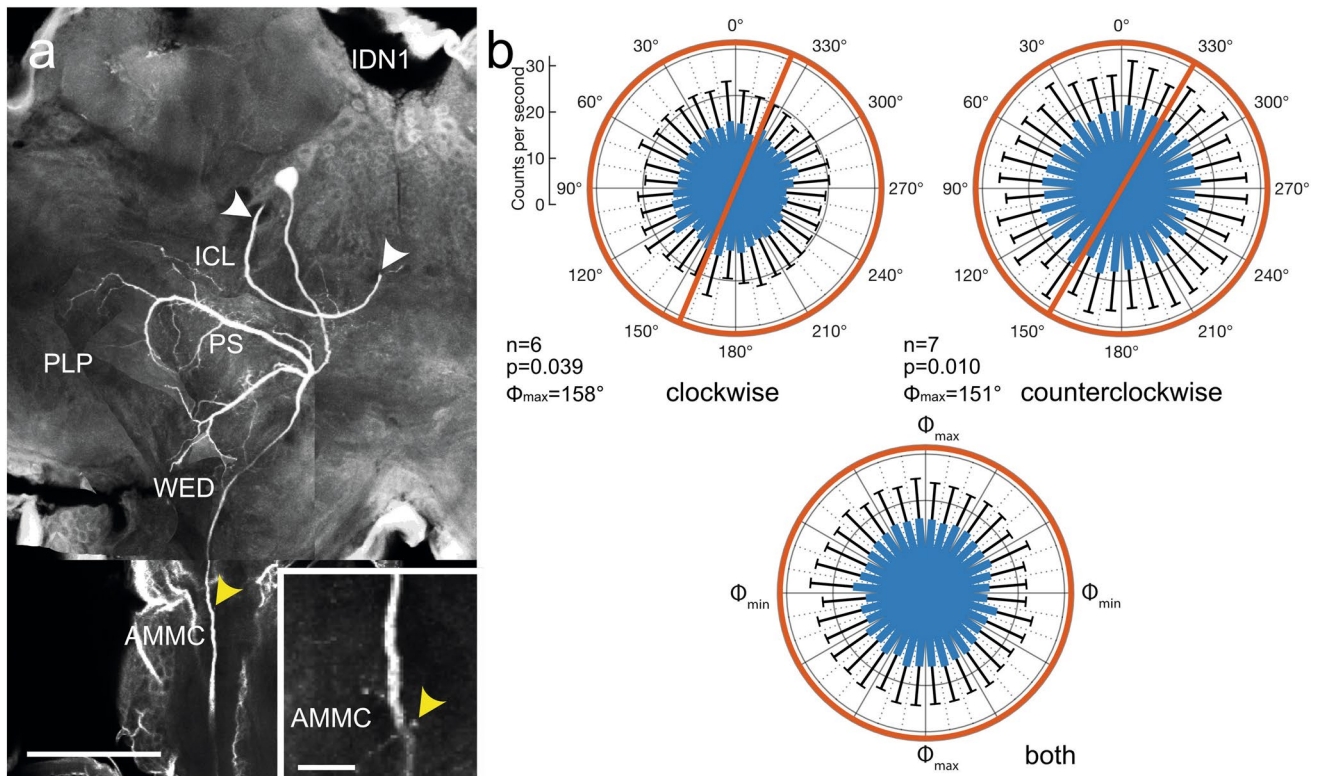 a
IDN1
ICL
PS
PLP
WED
AMMC
AMMC
b
Counts per second
30
20
10
0
0°
30°
330°
60°
300°
90°
270°
120°
240°
150°
210°
180°
n=6
p=0.039
Φmax=158°
clockwise
0°
30°
330°
60°
300°
90°
270°
120°
240°
150°
210°
180°
n=7
p=0.010
Φmax=151°
counterclockwise
Φmax
Φmin
Φmin
Φmax
both